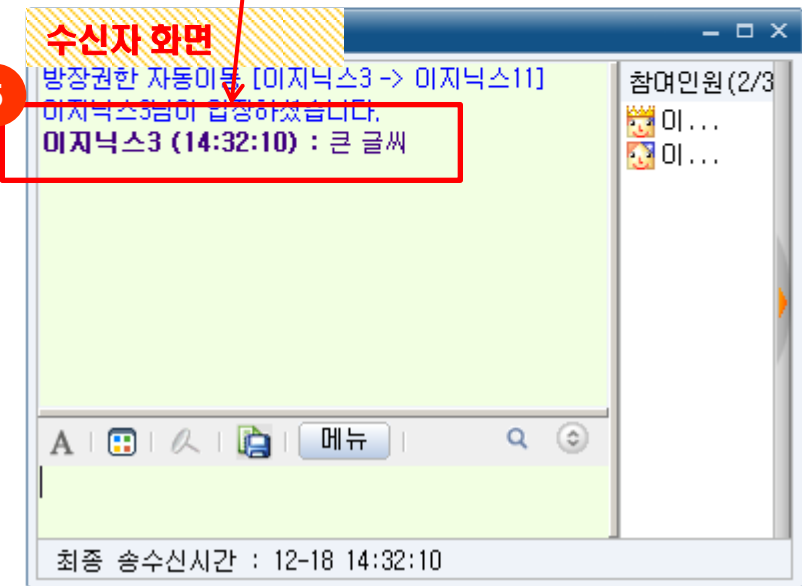 수신자 화면
방장권한 자동이동 [이지닉스3 -> 이지닉스11]
이지닉스3님이 입장하셨습니다.
이지닉스3 (14:32:10) : 큰 글씨
참여인원(2/3
이...
이...
A
메뉴
최종 송수신시간 : 12-18 14:32:10